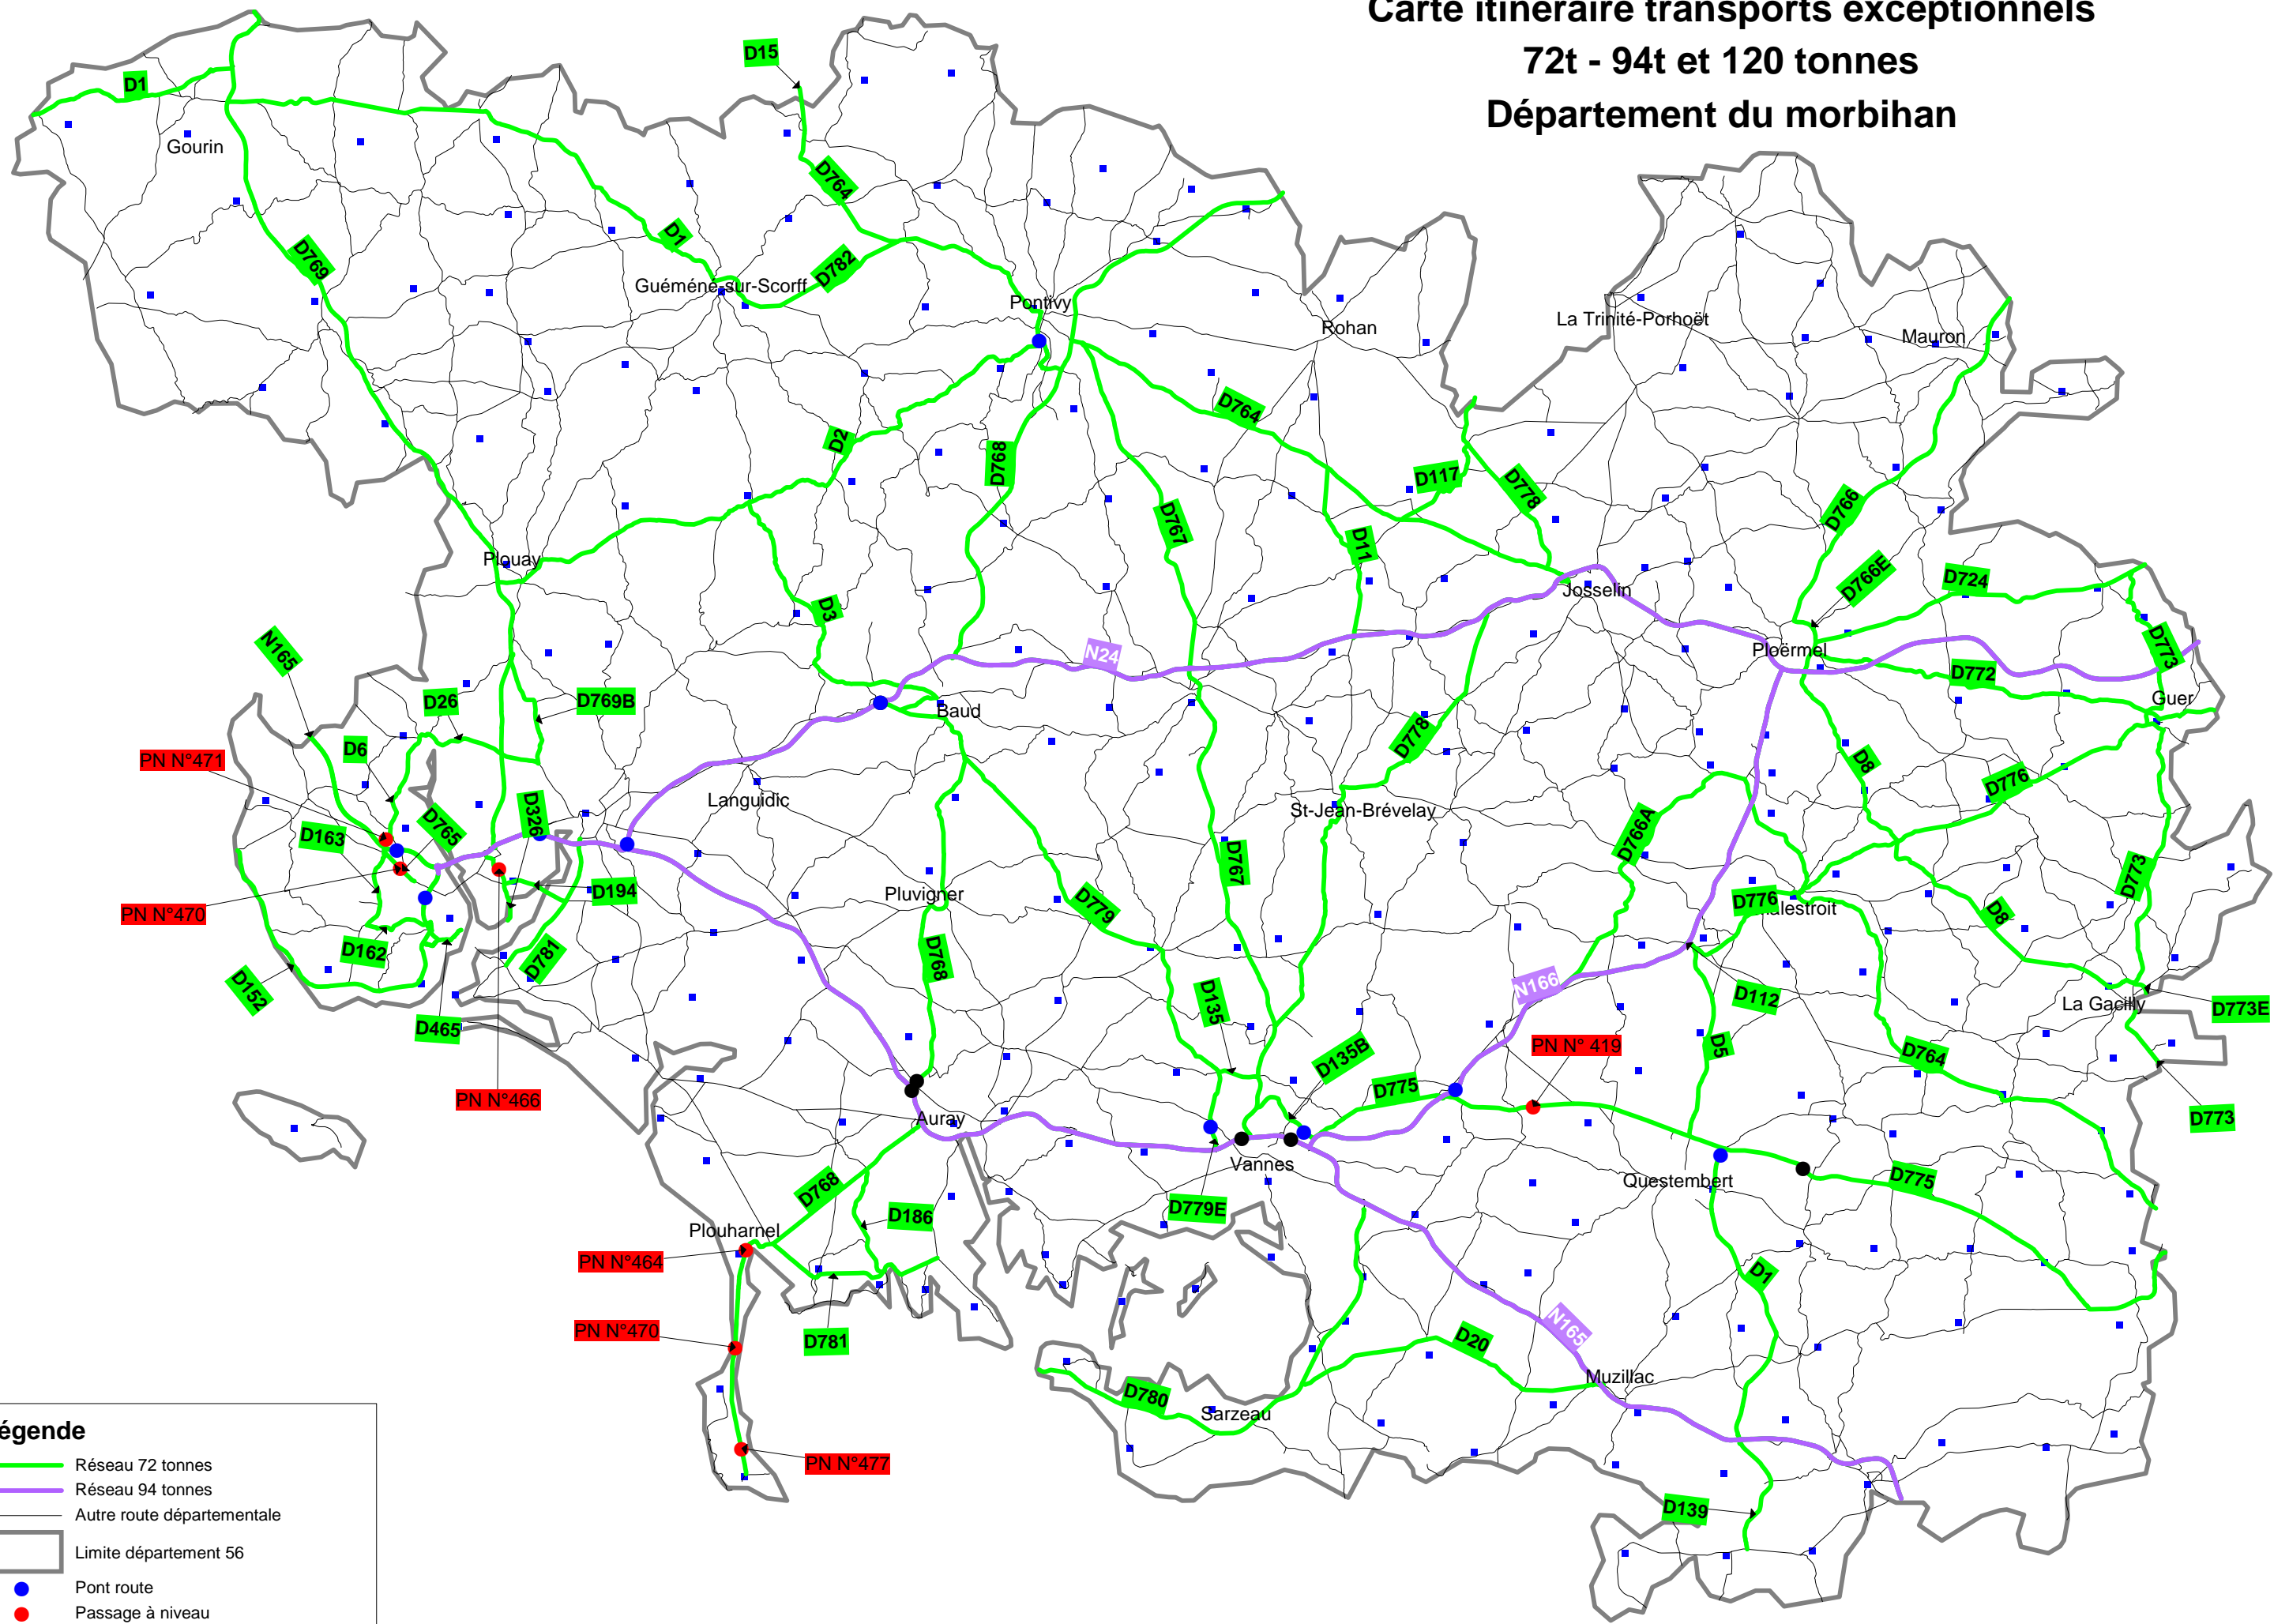 Carte itinéraire transports exceptionnels
72t - 94t et 120 tonnes
Département du morbihan
D15
D1
Gourin
D764
D1
D769
D782
Guéméné-sur-Scorff
Pontivy
Rohan
La Trinité-Porhoët
Mauron
D764
D2
D768
D117
D778
D766
D767
D11
Plouay
D766E
D724
Josselin
D3
N24
Ploërmel
D773
D772
Guer
N165
D26
D769B
Baud
D6
D778
PN N°471
D8
D776
Languidic
St-Jean-Brévelay
D326
D765
D163
D766A
D767
D773
D194
Pluvigner
D779
D776
alestroit
D8
PN N°470
D162
D781
D768
D152
N166
D135
D112
La Gacilly
D773E
D465
D5
PN N° 419
D135B
D764
D775
PN N°466
Auray
D773
Vannes
D768
D775
Questembert
D779E
D186
Plouharnel
PN N°464
D1
PN N°470
D781
D20
N165
Muzillac
D780
Sarzeau
PN N°477
D139
égende
Réseau 72 tonnes
Réseau 94 tonnes
Autre route départementale
Limite département 56
Pont route
Passage à niveau